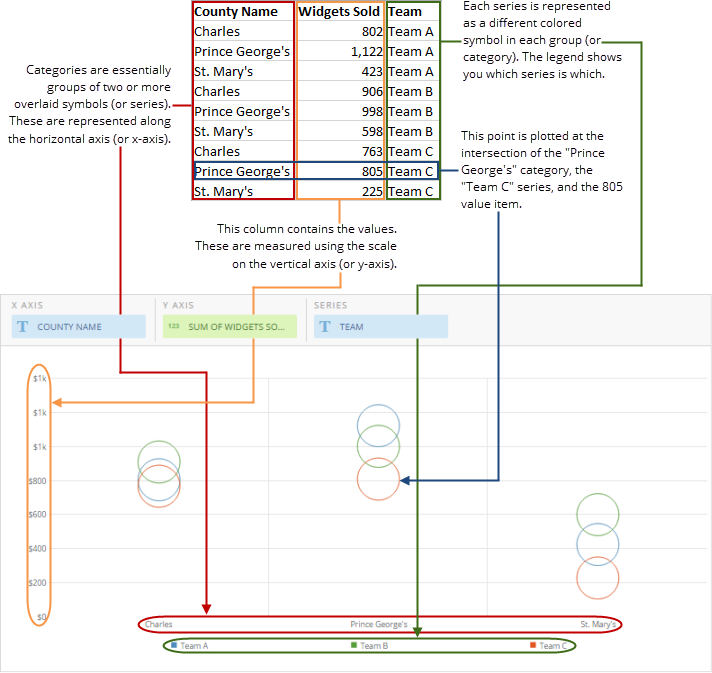 County Name Widgets Sold Team
Charles 802 Team A
Prince George's 1,122 Team A
St. Mary's 423 Team A
Charles 906 Team B
Prince George's 998 Team B
St. Mary's 598 Team B
Charles 763 Team C
Prince George's 805 Team C
St. Mary's 225 Team C
Each series is represented
as a different colored
symbol in each group (or
category). The legend shows
you which series is which.
Categories are essentially
groups of two or more
overlaid symbols (or series).
These are represented along
the horizontal axis (or x-axis).
This point is plotted at the
intersection of the "Prince
George's" category, the
"Team C" series, and the 805
value item.
This column contains the values.
These are measured using the scale
on the vertical axis (or y-axis).
X AXIS Y AXIS SERIES
T COUNTY NAME 123 SUM OF WIDGETS SO... T TEAM
$1k
$1k
$1k
$800
$600
$400
$200
$0
Charles Prince George's St. Mary's
Team A Team B Team C